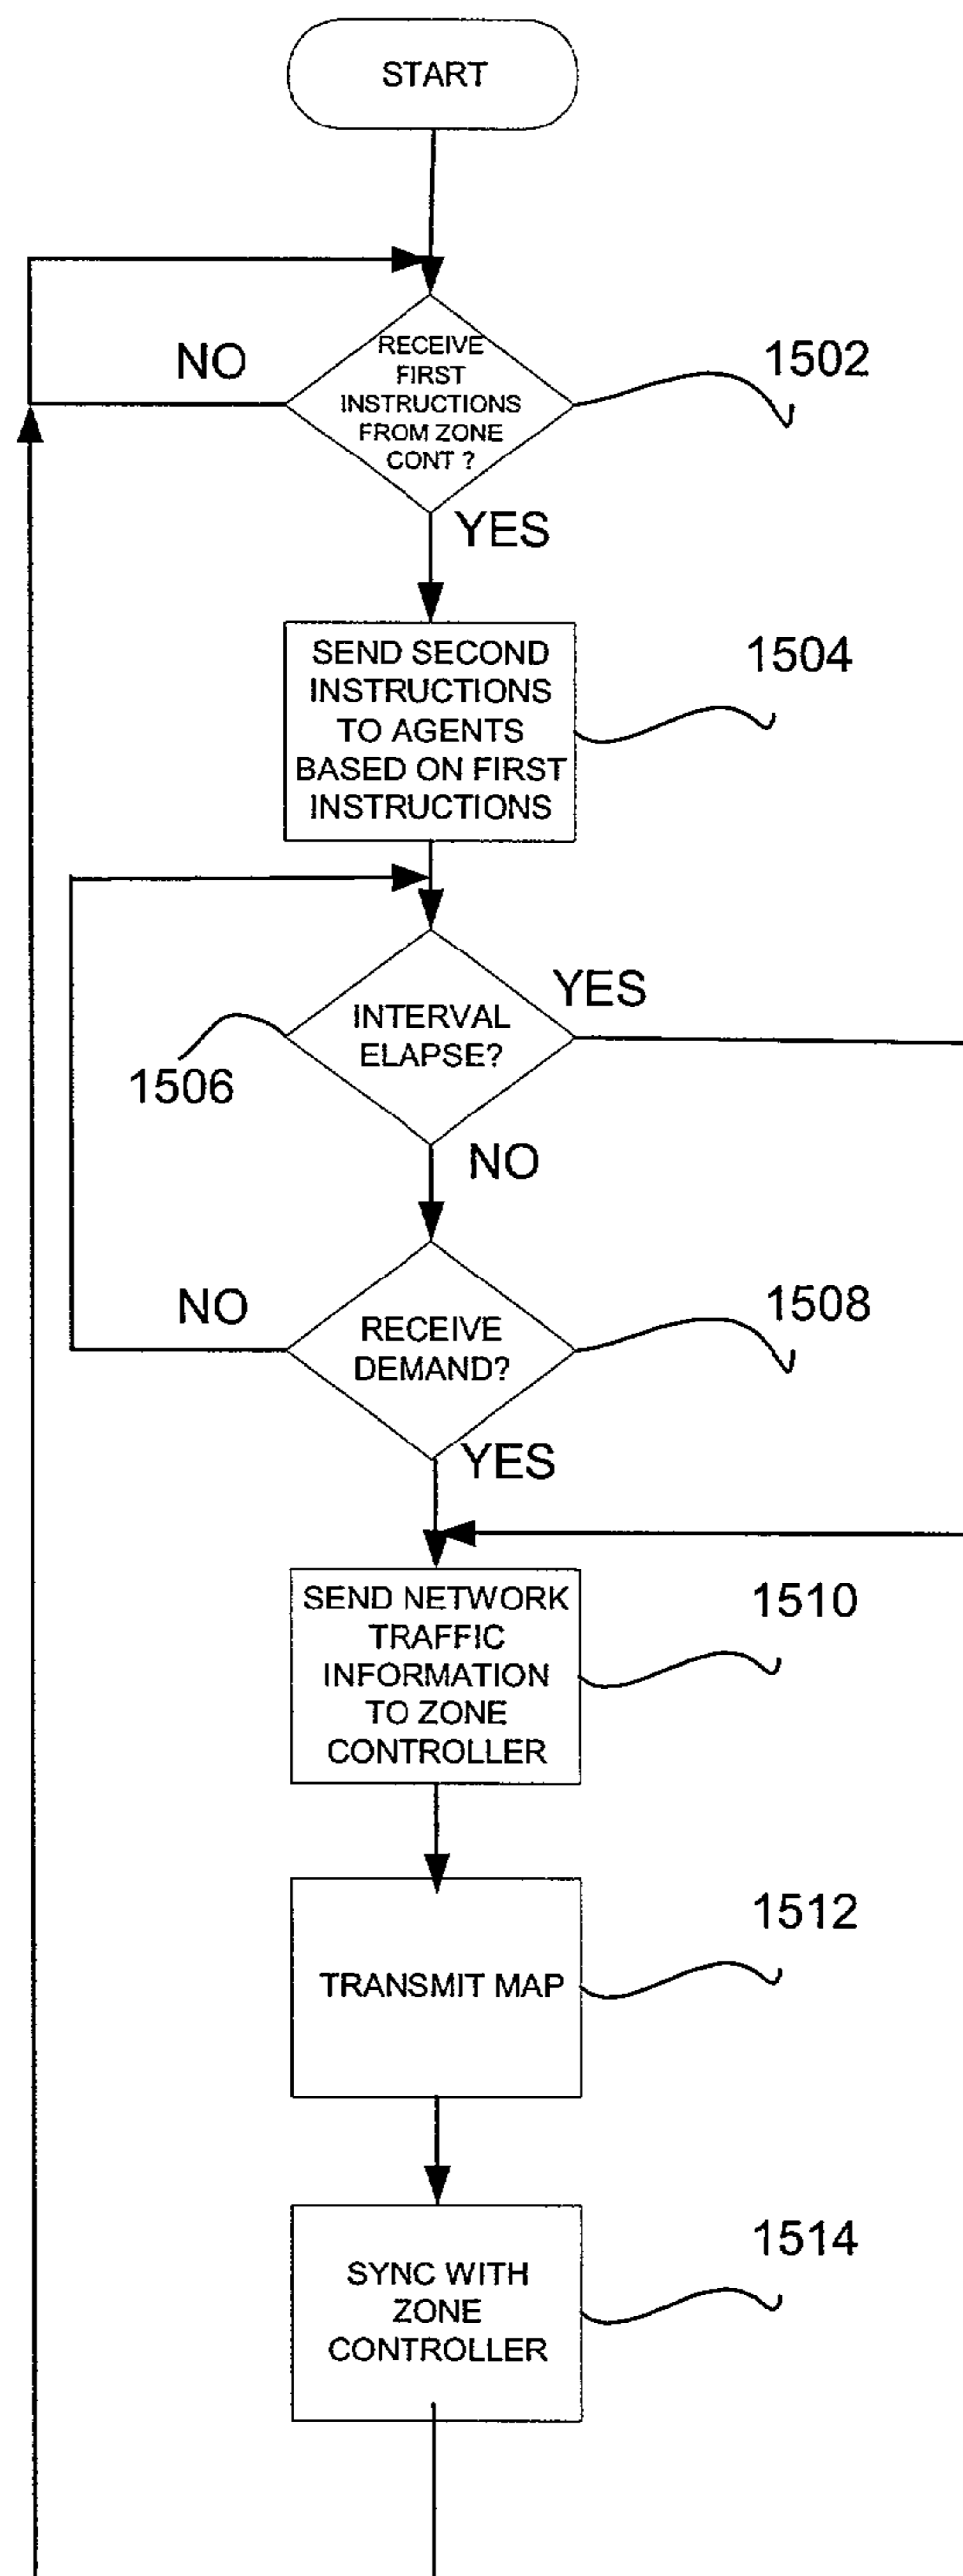 START
NO
RECEIVE
FIRST
INSTRUCTIONS
FROM ZONE
CONT ?
1502
YES
SEND SECOND
INSTRUCTIONS
TO AGENTS
BASED ON FIRST
INSTRUCTIONS
1504
YES
INTERVAL
ELAPSE?
1506
NO
NO
RECEIVE
DEMAND?
1508
YES
SEND NETWORK
TRAFFIC
INFORMATION
TO ZONE
CONTROLLER
1510
TRANSMIT MAP
1512
SYNC WITH
ZONE
CONTROLLER
1514